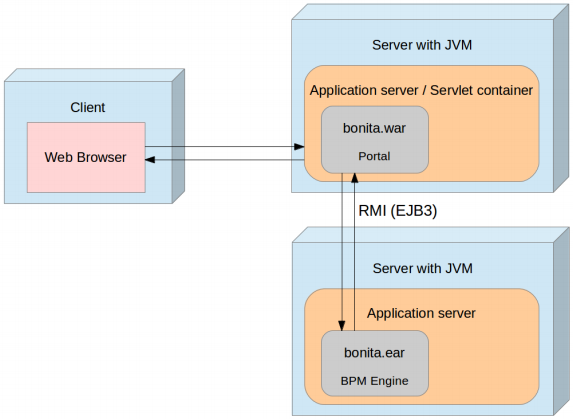 Server with JVM
Application server / Servlet container
bonita.war
Portal
Client
Web Browser
RMI (EJB3)
Server with JVM
Application server
bonita.ear
BPM Engine